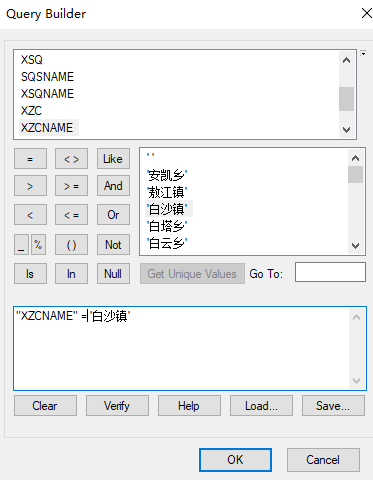 Query Builder
XSQ
SQSNAME
XSQNAME
XZC
XZCNAME
= < > Like
> > = And
< < = Or
_ % ( ) Not
Is In Null
' '
'安凯乡'
'敖江镇'
'白沙镇'
'白塔乡'
'白云乡'
Get Unique Values Go To:
"XZCNAME" ='白沙镇'
Clear Verify Help Load... Save...
OK Cancel